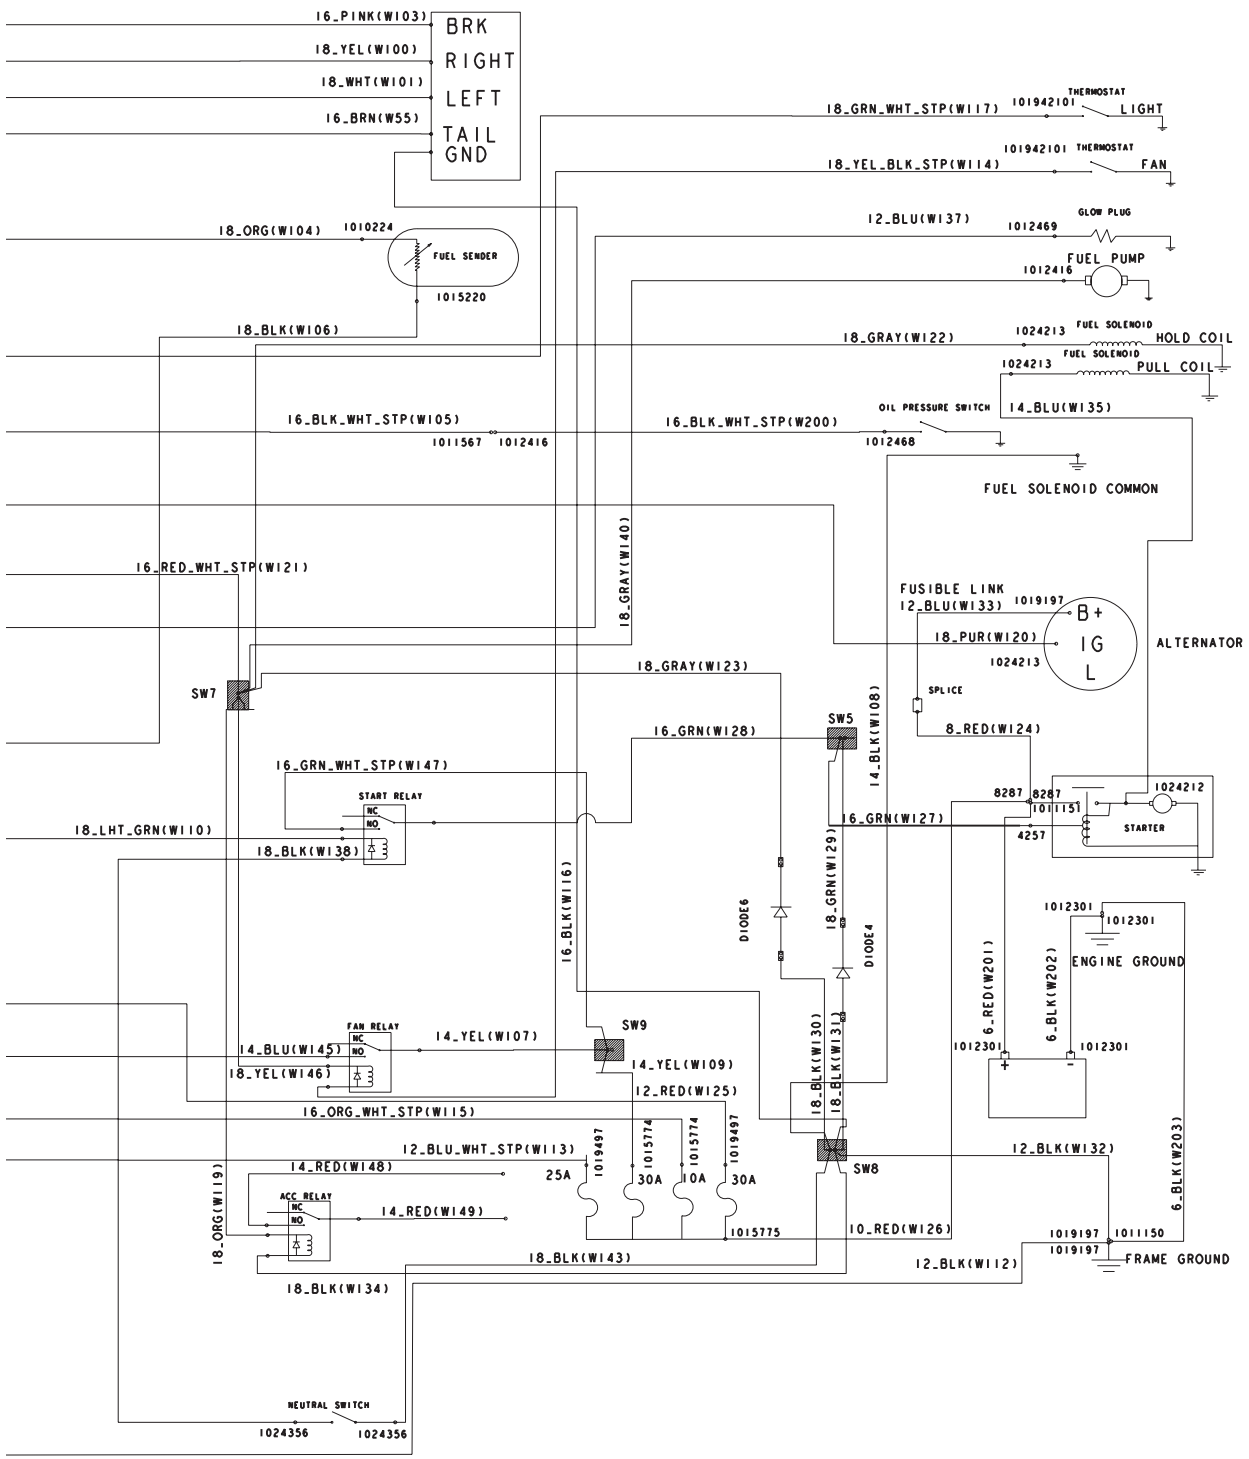 16_PINK(W103)
BRK
18_YEL(W100)
RIGHT
18_WHT(W101)
LEFT
16_BRN(W55)
TAIL
GND
18_GRN_WHT_STP(W117)
101942101
THERMOSTAT
LIGHT
18_YEL_BLK_STP(W114)
101942101
THERMOSTAT
FAN
12_BLU(W137)
1012469
GLOW PLUG
18_ORG(W104)
1010224
FUEL SENDER
1015220
FUEL PUMP
1012416
18_BLK(W106)
18_GRAY(W122)
1024213
FUEL SOLENOID
HOLD COIL
FUEL SOLENOID
1024213
PULL COIL
14_BLU(W135)
OIL PRESSURE SWITCH
16_BLK_WHT_STP(W105)
1011567
1012416
16_BLK_WHT_STP(W200)
1012468
FUEL SOLENOID COMMON
18_GRAY(W140)
16_RED_WHT_STP(W121)
FUSIBLE LINK
12_BLU(W133)
1019197
B+
18_PUR(W120)
IG
ALTERNATOR
1024213
L
18_GRAY(W123)
SW7
SPLICE
14_BLK(W108)
SW5
16_GRN(W128)
8_RED(W124)
16_GRN_WHT_STP(W147)
START RELAY
NC
NO
18_LHT_GRN(W110)
18_BLK(W138)
8287
8287
1011151
1024212
16_GRN(W127)
4257
STARTER
18_GRN(W129)
16_BLK(W116)
DIODE6
DIODE4
1012301
1012301
ENGINE GROUND
6_RED(W201)
6_BLK(W202)
1012301
1012301
+
-
FAN RELAY
NC
NO
14_BLU(W145)
18_YEL(W146)
14_YEL(W107)
SW9
14_YEL(W109)
12_RED(W125)
18_BLK(W130)
18_BLK(W131)
16_ORG_WHT_STP(W115)
12_BLU_WHT_STP(W113)
1019497
1015774
1015774
1019497
25A
30A
10A
30A
SW8
12_BLK(W132)
6_BLK(W203)
14_RED(W148)
ACC RELAY
NC
NO
14_RED(W149)
18_ORG(W119)
1015775
10_RED(W126)
1019197
1019197
1011150
FRAME GROUND
18_BLK(W143)
12_BLK(W112)
18_BLK(W134)
NEUTRAL SWITCH
1024356
1024356